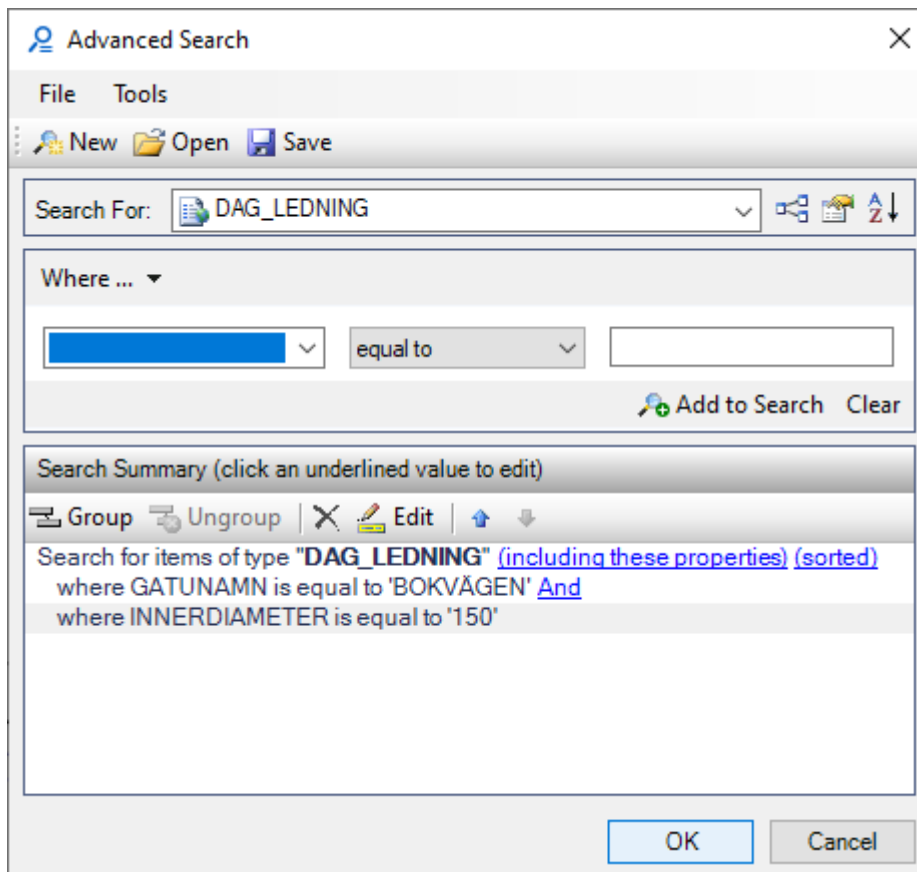 Advanced Search
File Tools
New Open Save
Search For: DAG_LEDNING
Where ...
equal to
Add to Search Clear
Search Summary (click an underlined value to edit)
Group Ungroup Edit
Search for items of type "DAG_LEDNING" (including these properties) (sorted)
where GATUNAMN is equal to 'BOKVÄGEN' And
where INNERDIAMETER is equal to '150'
OK Cancel